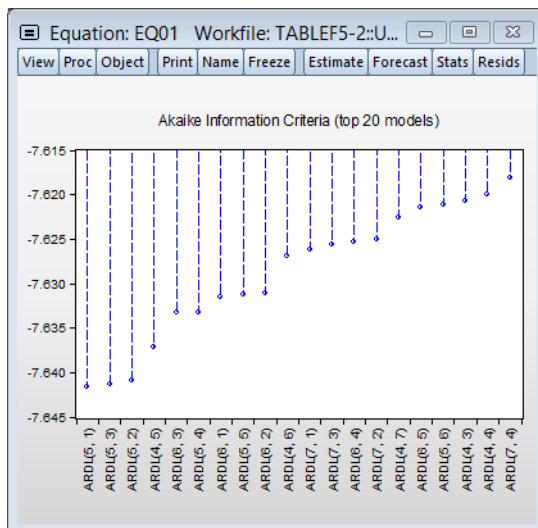 Equation: EQ01 Workfile: TABLEF5-2::U...
View Proc Object Print Name Freeze Estimate Forecast Stats Resids
Akaike Information Criteria (top 20 models)
-7.615
-7.620
-7.625
-7.630
-7.635
-7.640
-7.645
ARDL(5, 1)
ARDL(5, 3)
ARDL(5, 2)
ARDL(4, 5)
ARDL(6, 3)
ARDL(5, 4)
ARDL(6, 1)
ARDL(5, 5)
ARDL(6, 2)
ARDL(4, 6)
ARDL(7, 1)
ARDL(7, 3)
ARDL(6, 4)
ARDL(7, 2)
ARDL(4, 7)
ARDL(6, 5)
ARDL(5, 6)
ARDL(4, 3)
ARDL(4, 4)
ARDL(7, 4)